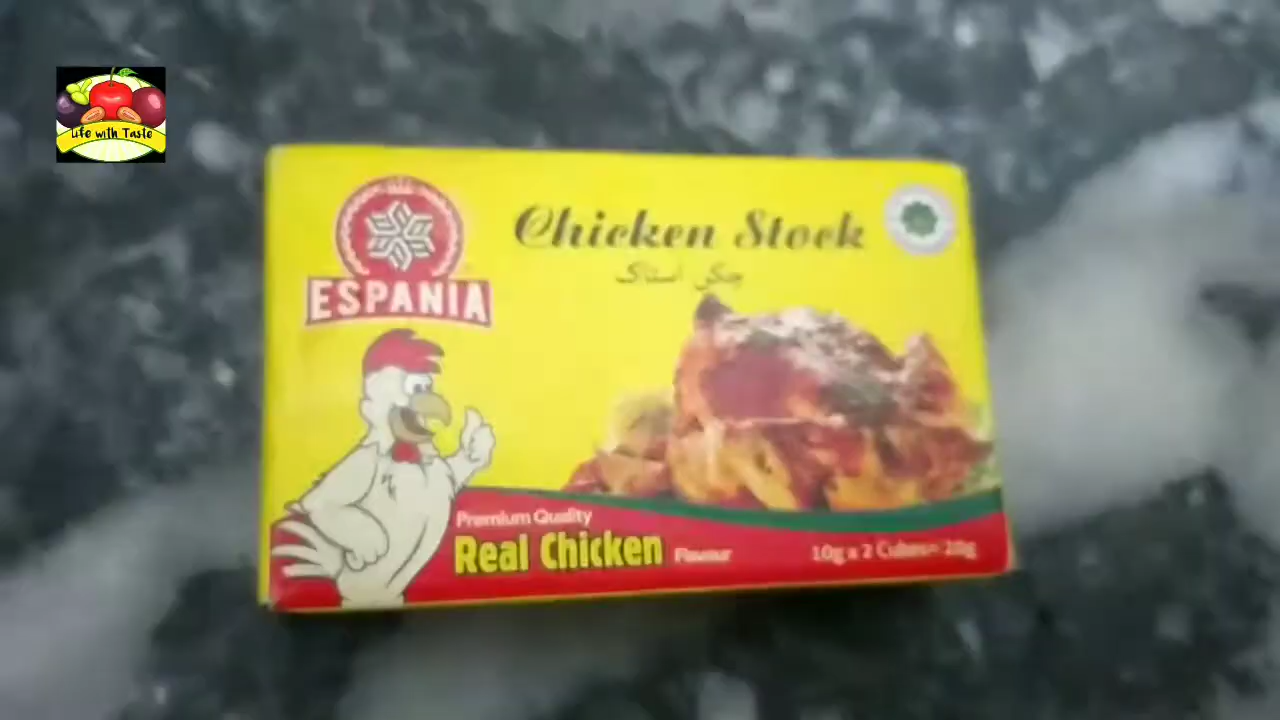 Life with Taste
ESPANIA
Chicken Stock
چکن اسٹاک
Premium Quality
Real Chicken Flavour
10g x 2 Cubes= 20g